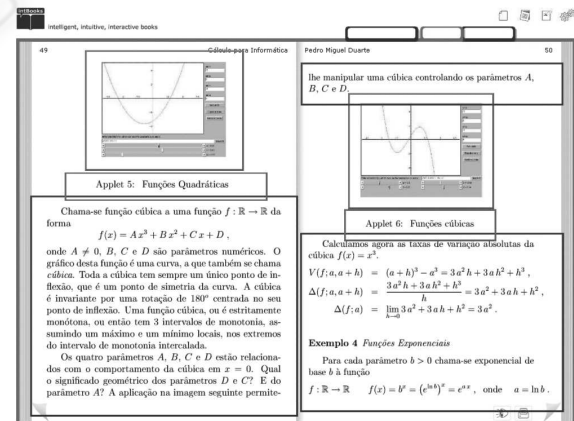 intBooks
intelligent, intuitive, interactive books
49
Cálculo para Informática
Applet 5: Funções Quadráticas
Chama-se função cúbica a uma função f : ℝ → ℝ da
forma
f(x) = A x³ + B x² + C x + D ,
onde A ≠ 0, B, C e D são parâmetros numéricos. O
gráfico desta função é uma curva, a que também se chama
cúbica. Toda a cúbica tem sempre um único ponto de in-
flexão, que é um ponto de simetria da curva. A cúbica
é invariante por uma rotação de 180° centrada no seu
ponto de inflexão. Uma função cúbica, ou é estritamente
monótona, ou então tem 3 intervalos de monotonia, as-
sumindo um máximo e um mínimo locais, nos extremos
do intervalo de monotonia intercalada.
Os quatro parâmetros A, B, C e D estão relaciona-
dos com o comportamento da cúbica em x = 0. Qual
o significado geométrico dos parâmetros D e C? E do
parâmetro A? A aplicação na imagem seguinte permite-
Pedro Miguel Duarte
50
lhe manipular uma cúbica controlando os parâmetros A,
B, C e D.
Applet 6: Funções cúbicas
Calculamos agora as taxas de variação absolutas da
cúbica f(x) = x³.
V(f; a, a + h) = (a + h)³ − a³ = 3 a² h + 3 a h² + h³ ,
Δ(f; a, a + h) = (3 a² h + 3 a h² + h³)/h = 3 a² + 3 a h + h² ,
Δ(f; a) = lim h→0 3 a² + 3 a h + h² = 3 a² .
Exemplo 4 Funções Exponenciais
Para cada parâmetro b > 0 chama-se exponencial de
base b à função
f : ℝ → ℝ f(x) = bˣ = (e^{ln b})ˣ = e^{a x} , onde a = ln b .